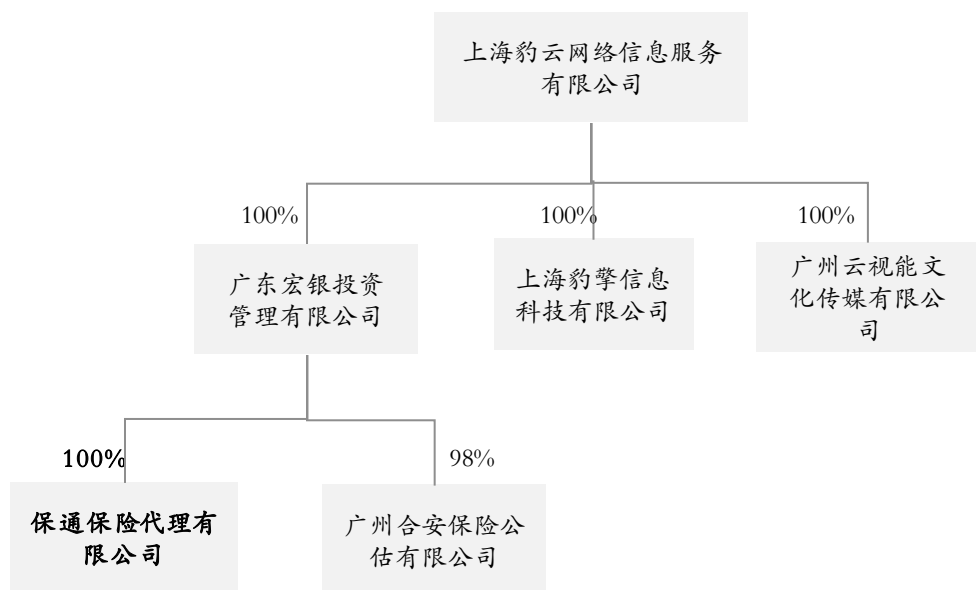 上海豹云网络信息服务
有限公司
100%
100%
100%
广东宏银投资
管理有限公司
上海豹擎信息
科技有限公司
广州云视能文
化传媒有限公
司
100%
98%
保通保险代理有
限公司
广州合安保险公
估有限公司